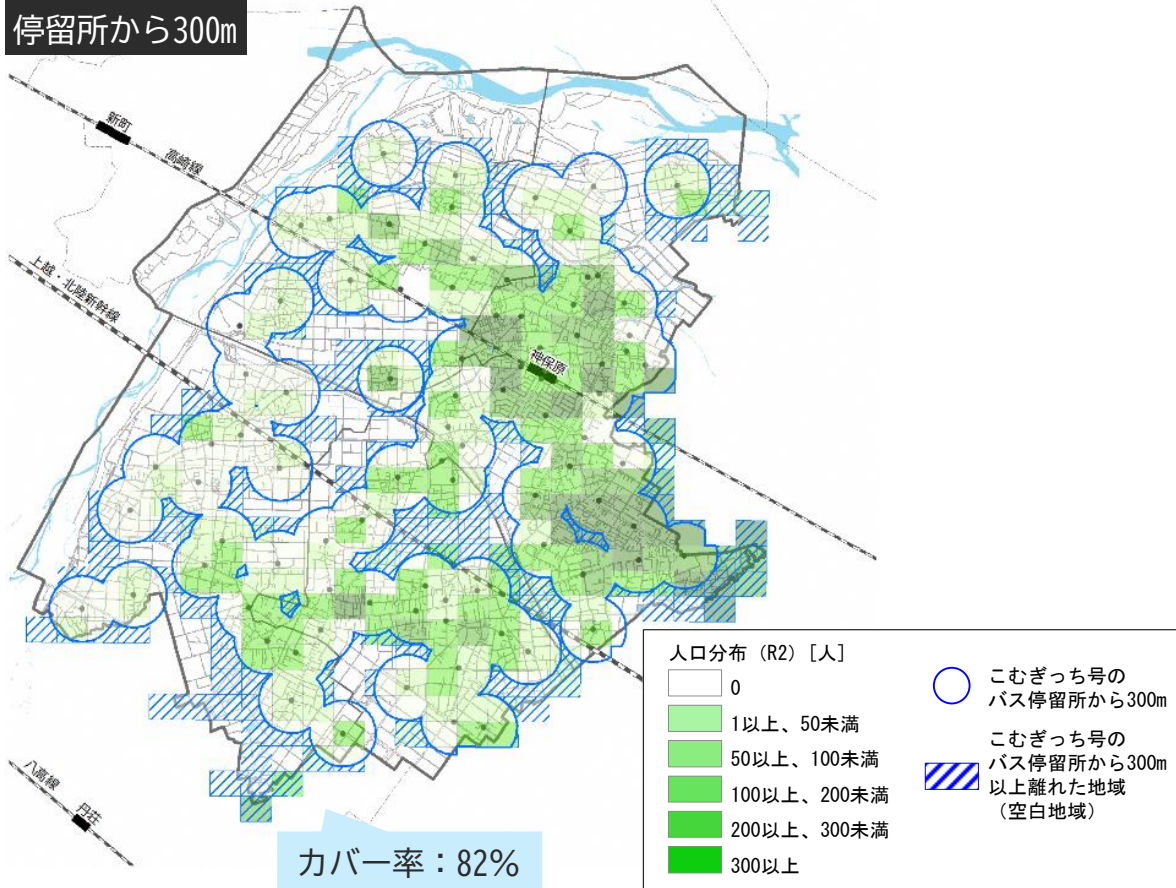 停留所から300m
新町
高崎線
上越・北陸新幹線
神保原
人口分布（R2）[人]
0
1以上、50未満
50以上、100未満
100以上、200未満
200以上、300未満
300以上
こむぎっち号の
バス停留所から300m
こむぎっち号の
バス停留所から300m
以上離れた地域
（空白地域）
八高線
丹荘
カバー率：82%